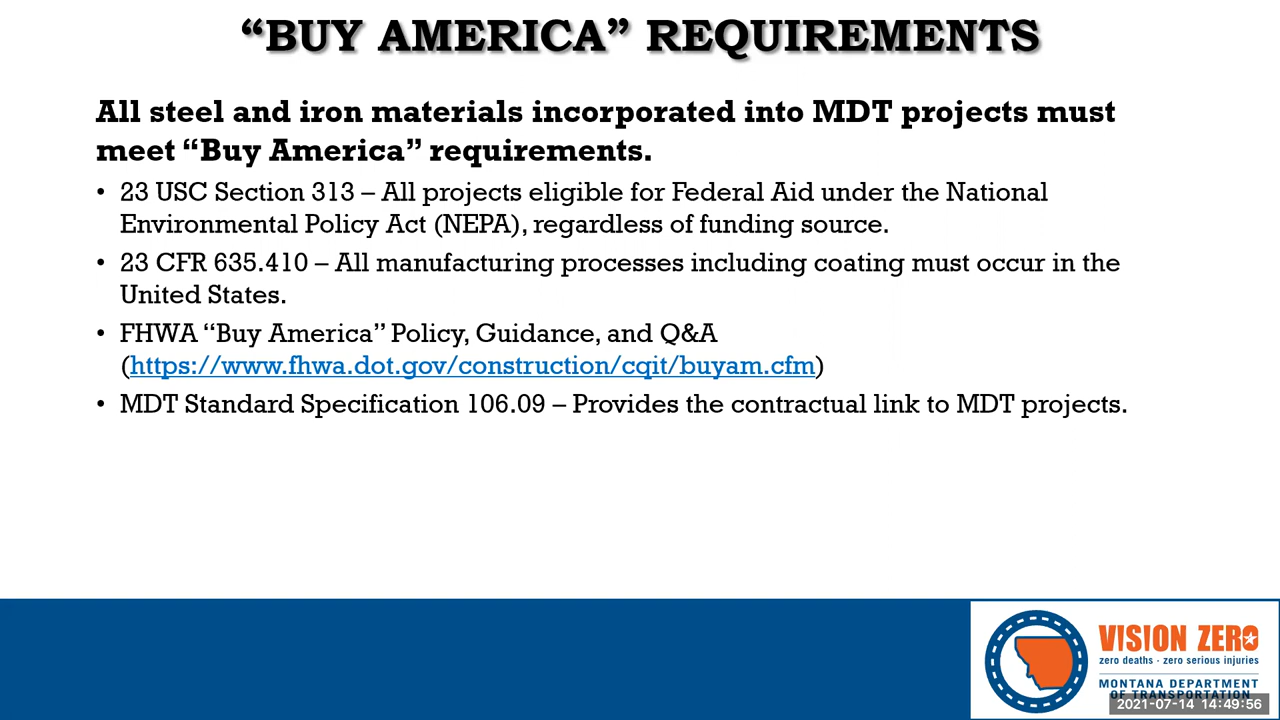 “BUY AMERICA” REQUIREMENTS
All steel and iron materials incorporated into MDT projects must
meet “Buy America” requirements.
• 23 USC Section 313 – All projects eligible for Federal Aid under the National
Environmental Policy Act (NEPA), regardless of funding source.
• 23 CFR 635.410 – All manufacturing processes including coating must occur in the
United States.
• FHWA “Buy America” Policy, Guidance, and Q&A
(https://www.fhwa.dot.gov/construction/cqit/buyam.cfm)
• MDT Standard Specification 106.09 – Provides the contractual link to MDT projects.
VISION ZERO
zero deaths · zero serious injuries
MONTANA DEPARTMENT
OF TRANSPORTATION
2021-07-14 14:49:56